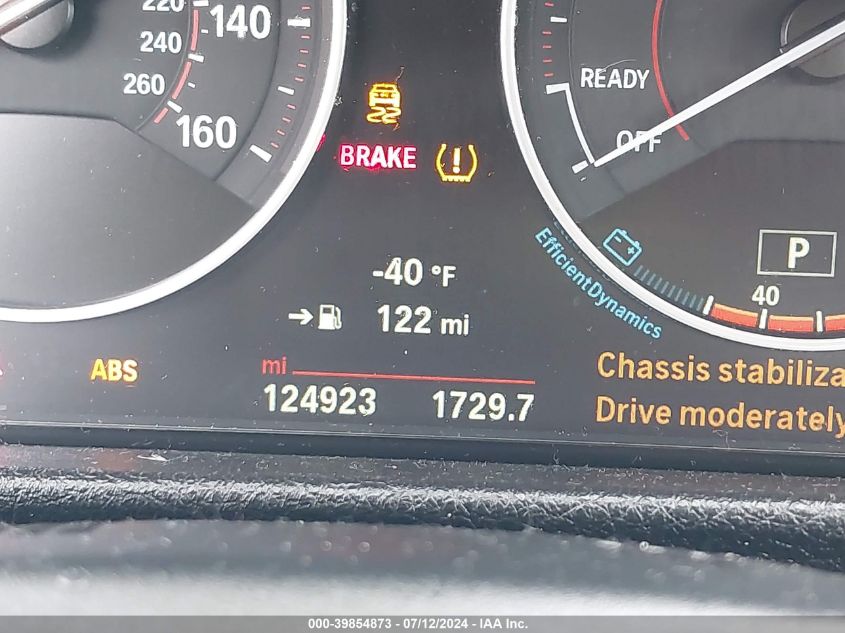 220
240
260
140
160
READY
OFF
BRAKE
EfficientDynamics
P
40
-40 °F
122 mi
ABS
mi
124923 1729.7
Chassis stabiliza
Drive moderately
000-39854873 - 07/12/2024 - IAA Inc.